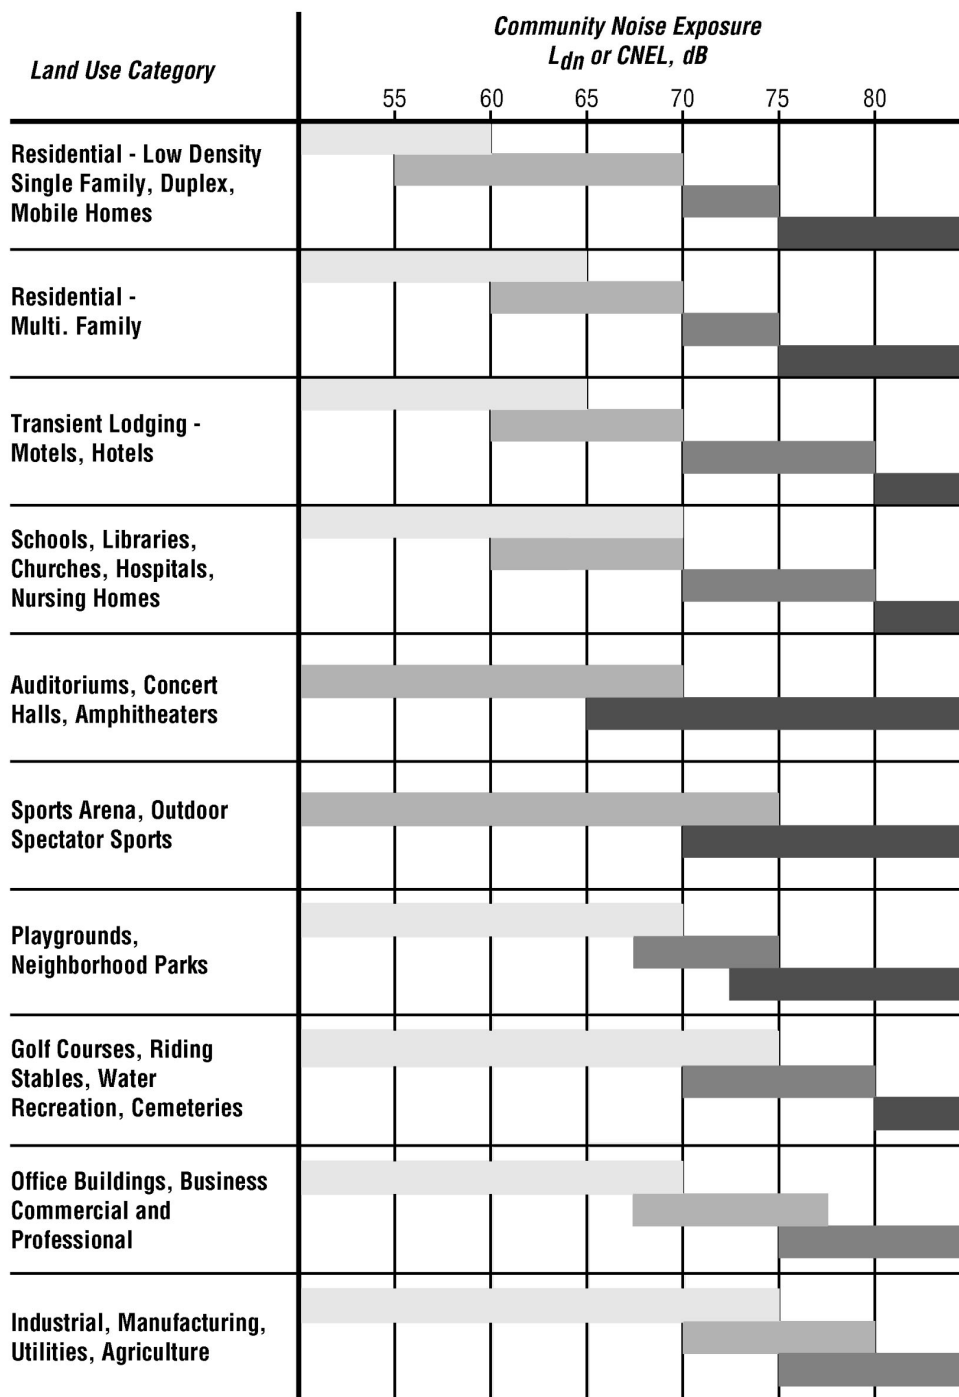 Community Noise Exposure
Ldn or CNEL, dB
Land Use Category
55 60 65 70 75 80
Residential - Low Density
Single Family, Duplex,
Mobile Homes
Residential -
Multi. Family
Transient Lodging -
Motels, Hotels
Schools, Libraries,
Churches, Hospitals,
Nursing Homes
Auditoriums, Concert
Halls, Amphitheaters
Sports Arena, Outdoor
Spectator Sports
Playgrounds,
Neighborhood Parks
Golf Courses, Riding
Stables, Water
Recreation, Cemeteries
Office Buildings, Business
Commercial and
Professional
Industrial, Manufacturing,
Utilities, Agriculture